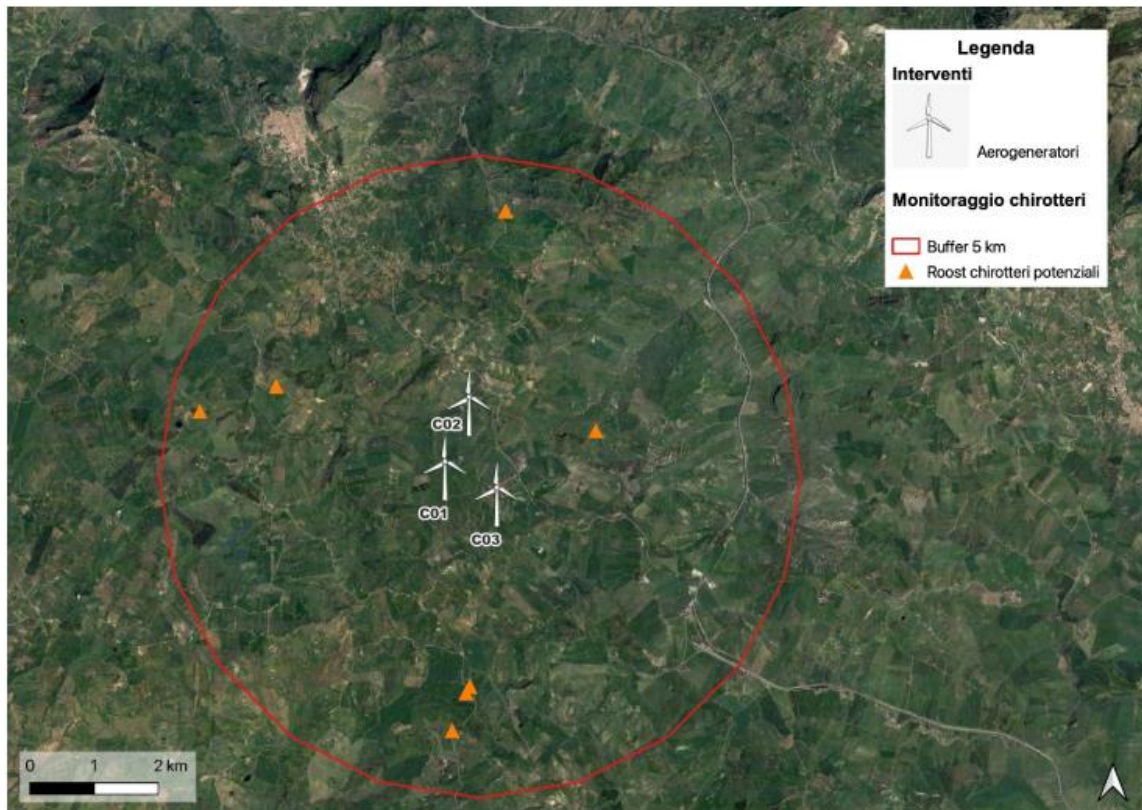 Legenda
Interventi
Aerogeneratori
Monitoraggio chirotteri
Buffer 5 km
Roost chirotteri potenziali
C02
C01
C03
0 1 2 km